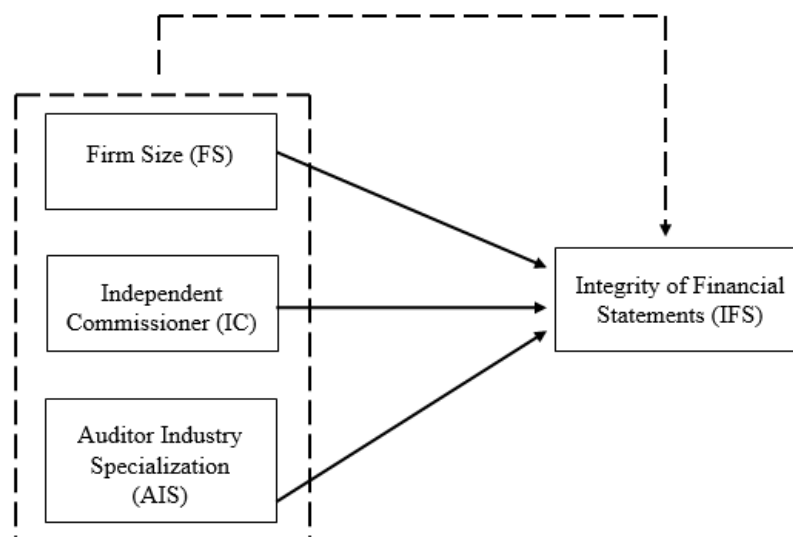 Firm Size (FS)
Independent
Commissioner (IC)
Auditor Industry
Specialization
(AIS)
Integrity of Financial
Statements (IFS)